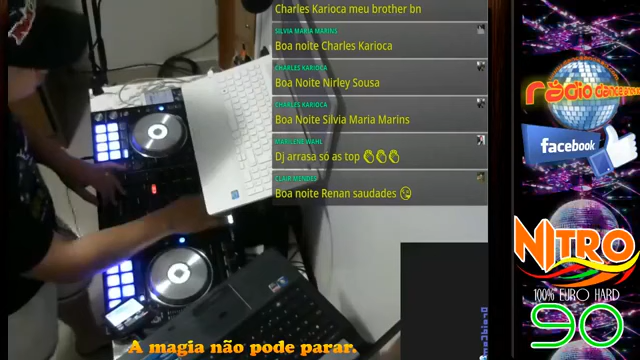 Charles Karioca meu brother bn
SILVIA MARIA MARINS
Boa noite Charles Karioca
CHARLES KARIOCA
Boa Noite Nirley Sousa
CHARLES KARIOCA
Boa Noite Silvia Maria Marins
MARILENE WAHL
Dj arrasa só as top 👏👏👏
CLAIR MENDES
Boa noite Renan saudades 😘
A magia não pode parar.
facebook
NITRO
100% EURO HARD
90